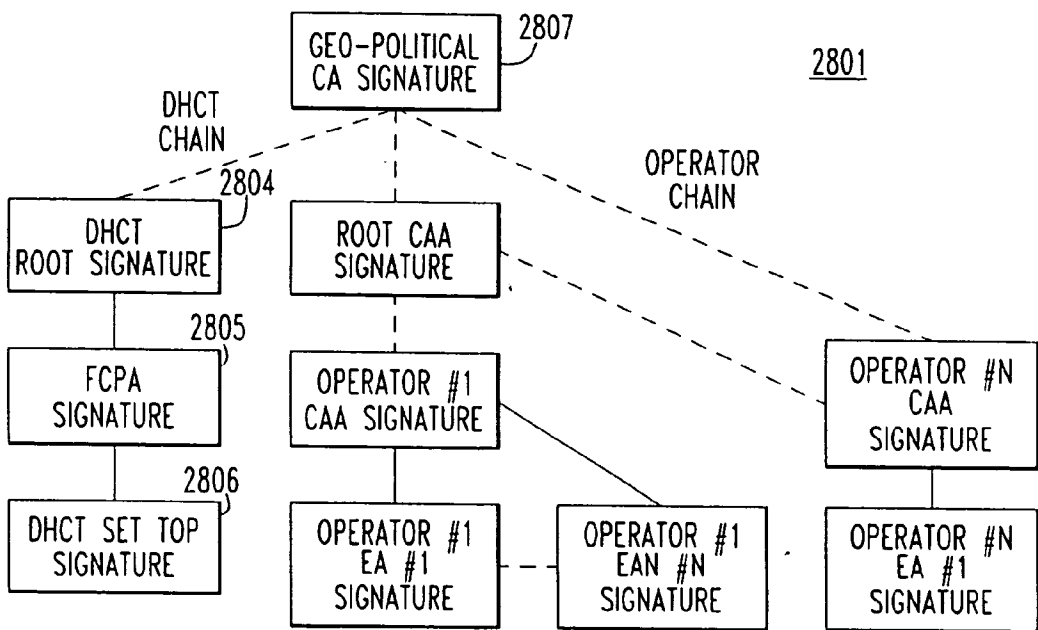 2807
GEO-POLITICAL
CA SIGNATURE
2801
DHCT
CHAIN
OPERATOR
CHAIN
2804
DHCT
ROOT SIGNATURE
ROOT CAA
SIGNATURE
2805
FCPA
SIGNATURE
OPERATOR #1
CAA SIGNATURE
OPERATOR #N
CAA
SIGNATURE
2806
DHCT SET TOP
SIGNATURE
OPERATOR #1
EA #1
SIGNATURE
OPERATOR #1
EAN #N
SIGNATURE
OPERATOR #N
EA #1
SIGNATURE